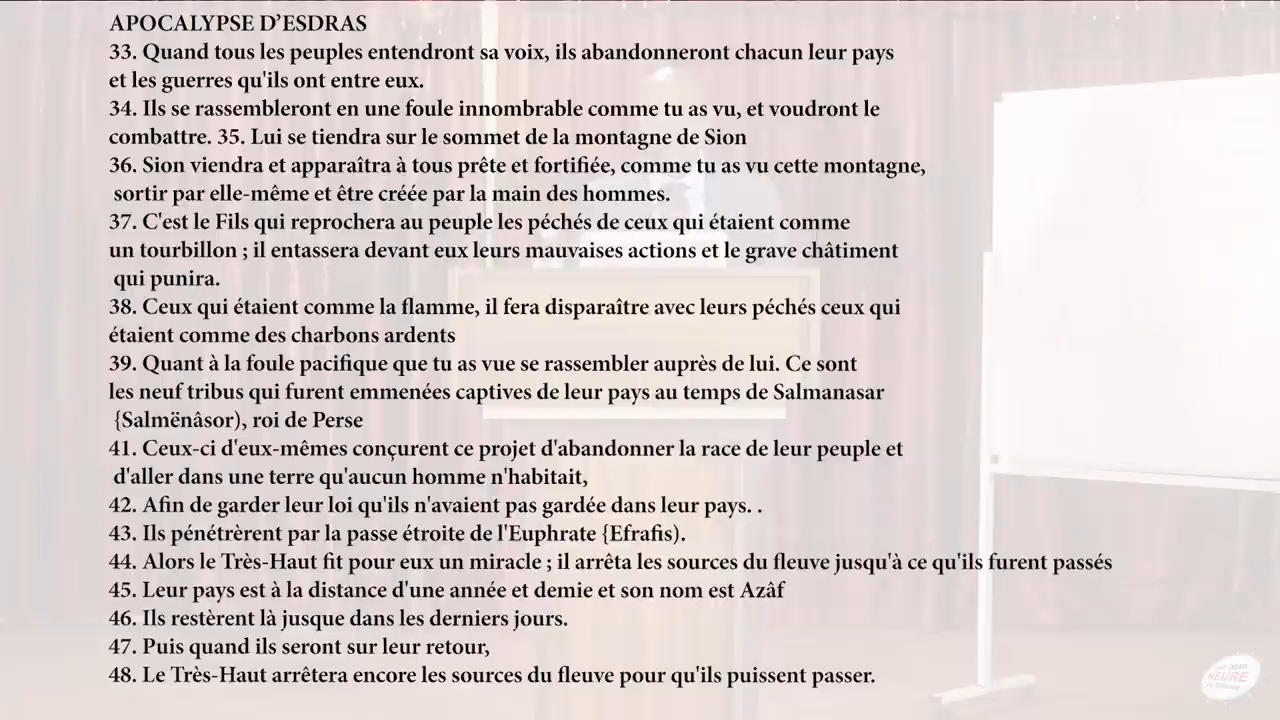 APOCALYPSE D'ESDRAS
33. Quand tous les peuples entendront sa voix, ils abandonneront chacun leur pays
et les guerres qu'ils ont entre eux.
34. Ils se rassembleront en une foule innombrable comme tu as vu, et voudront le
combattre. 35. Lui se tiendra sur le sommet de la montagne de Sion
36. Sion viendra et apparaîtra à tous prête et fortifiée, comme tu as vu cette montagne,
sortir par elle-même et être créée par la main des hommes.
37. C'est le Fils qui reprochera au peuple les péchés de ceux qui étaient comme
un tourbillon ; il entassera devant eux leurs mauvaises actions et le grave châtiment
qui punira.
38. Ceux qui étaient comme la flamme, il fera disparaître avec leurs péchés ceux qui
étaient comme des charbons ardents
39. Quant à la foule pacifique que tu as vue se rassembler auprès de lui. Ce sont
les neuf tribus qui furent emmenées captives de leur pays au temps de Salmanasar
{Salmënâsor), roi de Perse
41. Ceux-ci d'eux-mêmes conçurent ce projet d'abandonner la race de leur peuple et
d'aller dans une terre qu'aucun homme n'habitait,
42. Afin de garder leur loi qu'ils n'avaient pas gardée dans leur pays. .
43. Ils pénétrèrent par la passe étroite de l'Euphrate {Efrafis).
44. Alors le Très-Haut fit pour eux un miracle ; il arrêta les sources du fleuve jusqu'à ce qu'ils furent passés
45. Leur pays est à la distance d'une année et demie et son nom est Azâf
46. Ils restèrent là jusque dans les derniers jours.
47. Puis quand ils seront sur leur retour,
48. Le Très-Haut arrêtera encore les sources du fleuve pour qu'ils puissent passer.
HEURE